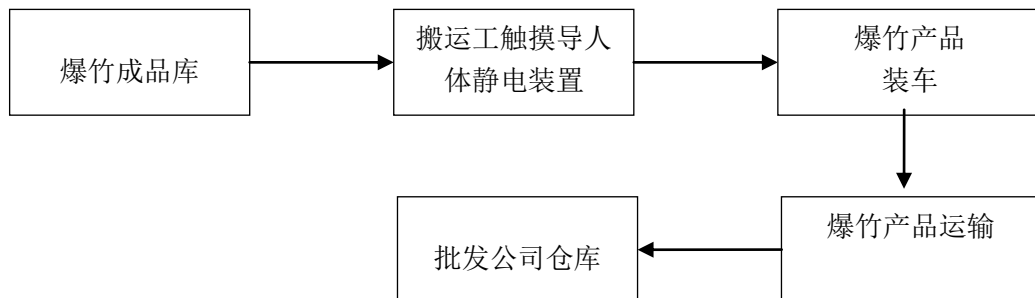 爆竹成品库
搬运工触摸导人
体静电装置
爆竹产品
装车
爆竹产品运输
批发公司仓库